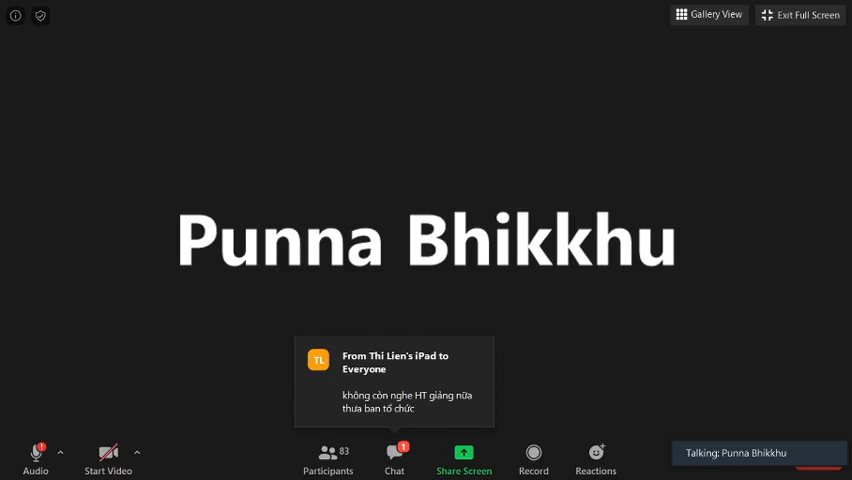 Gallery View
Exit Full Screen
Punna Bhikkhu
TL
From Thi Lien's iPad to
Everyone
không còn nghe HT giảng nữa
thưa ban tổ chức
Audio
Start Video
83
Participants
1
Chat
Share Screen
Record
Reactions
Talking: Punna Bhikkhu